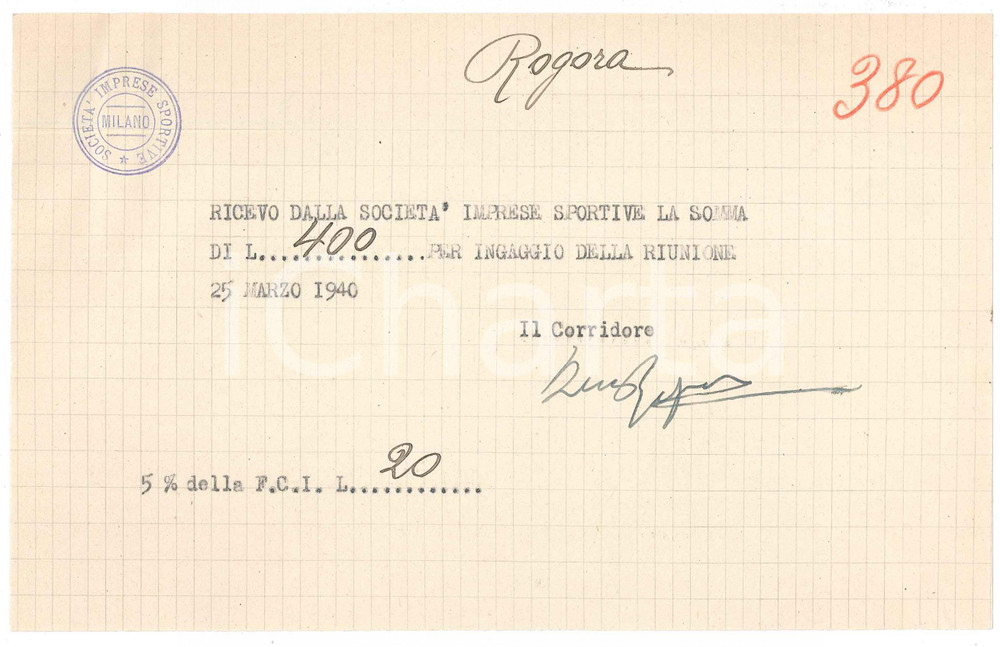 Rogora
380
SOCIETA' IMPRESE SPORTIVE
MILANO
RICEVO DALLA SOCIETA' IMPRESE SPORTIVE LA SOMMA
DI L...400...........PER INGAGGIO DELLA RIUNIONE
25 MARZO 1940
Charta
Il Corridore
20
5 % della F.C.I. L............